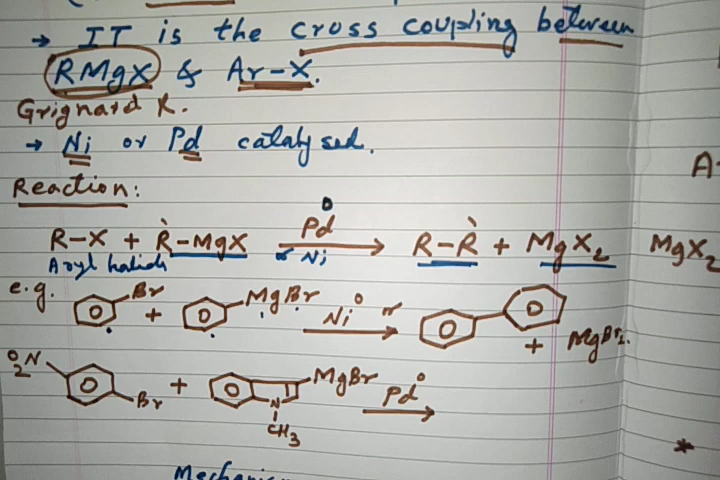 → IT is the cross coupling between
RMgX & Ar-X.
Grignard R.
→ Ni or Pd catalysed.
A
Reaction:
R-X + R̀-MgX Pd⁰ or Ni → R-R̀ + MgX₂ MgX₂
Aryl halide
e.g. Br + MgBr Ni⁰ or → + MgBr₂.
O₂N Br + N CH₃ MgBr Pd⁰ →
*